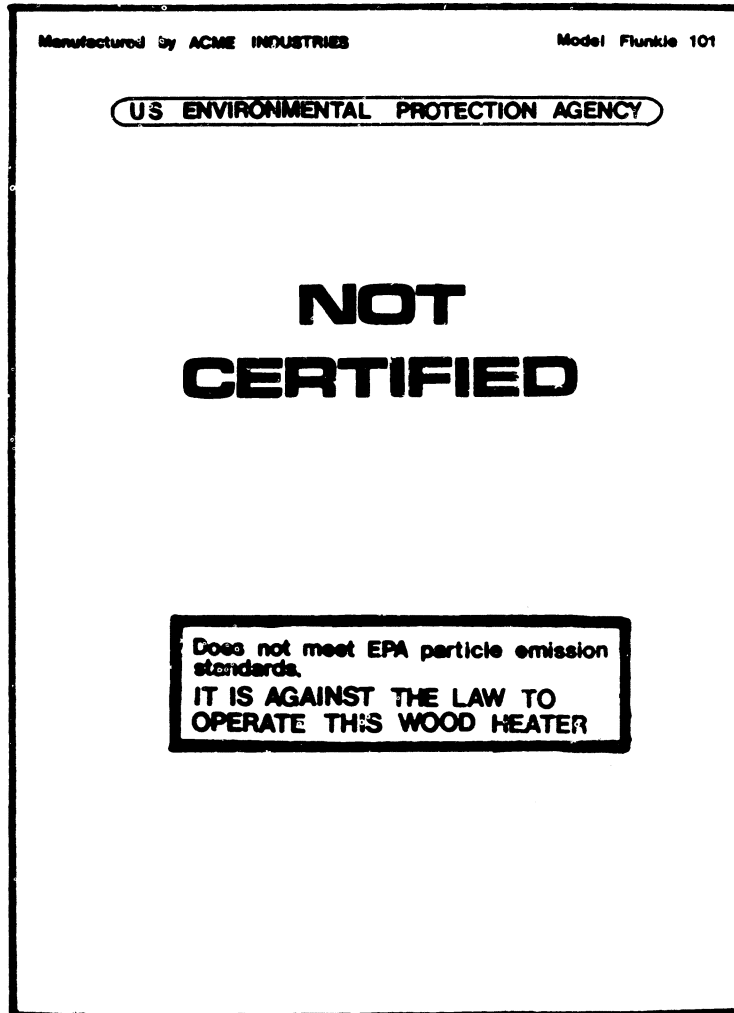 Manufactured by ACME INDUSTRIES Model Flunkie 101
US ENVIRONMENTAL PROTECTION AGENCY
NOT
CERTIFIED
Does not meet EPA particle emission
standards.
IT IS AGAINST THE LAW TO
OPERATE THIS WOOD HEATER